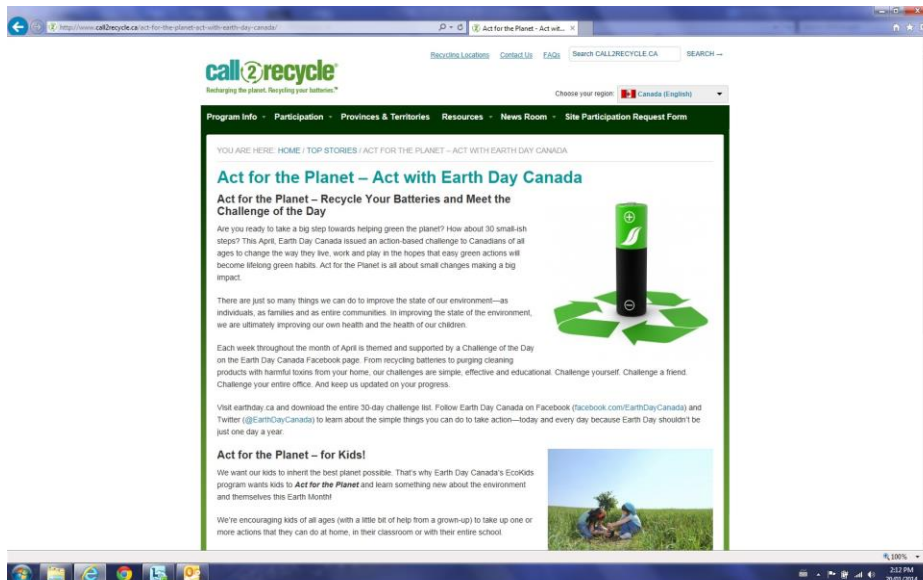 http://www.call2recycle.ca/act-for-the-planet-act-with-earth-day-canada/
Act for the Planet - Act wit...
Recycling Locations Contact Us FAQs Search CALL2RECYCLE.CA SEARCH →
call2recycle®
Recharging the planet. Recycling your batteries.™
Choose your region: Canada (English)
Program Info Participation Provinces & Territories Resources News Room Site Participation Request Form
YOU ARE HERE: HOME / TOP STORIES / ACT FOR THE PLANET – ACT WITH EARTH DAY CANADA
Act for the Planet – Act with Earth Day Canada
Act for the Planet – Recycle Your Batteries and Meet the
Challenge of the Day
Are you ready to take a big step towards helping green the planet? How about 30 small-ish
steps? This April, Earth Day Canada issued an action-based challenge to Canadians of all
ages to change the way they live, work and play in the hopes that easy green actions will
become lifelong green habits. Act for the Planet is all about small changes making a big
impact.
There are just so many things we can do to improve the state of our environment—as
individuals, as families and as entire communities. In improving the state of the environment,
we are ultimately improving our own health and the health of our children.
Each week throughout the month of April is themed and supported by a Challenge of the Day
on the Earth Day Canada Facebook page. From recycling batteries to purging cleaning
products with harmful toxins from your home, our challenges are simple, effective and educational. Challenge yourself. Challenge a friend.
Challenge your entire office. And keep us updated on your progress.
Visit earthday.ca and download the entire 30-day challenge list. Follow Earth Day Canada on Facebook (facebook.com/EarthDayCanada) and
Twitter (@EarthDayCanada) to learn about the simple things you can do to take action—today and every day because Earth Day shouldn't be
just one day a year.
Act for the Planet – for Kids!
We want our kids to inherit the best planet possible. That's why Earth Day Canada's EcoKids
program wants kids to Act for the Planet and learn something new about the environment
and themselves this Earth Month!
We're encouraging kids of all ages (with a little bit of help from a grown-up) to take up one or
more actions that they can do at home, in their classroom or with their entire school.
100%
2:12 PM